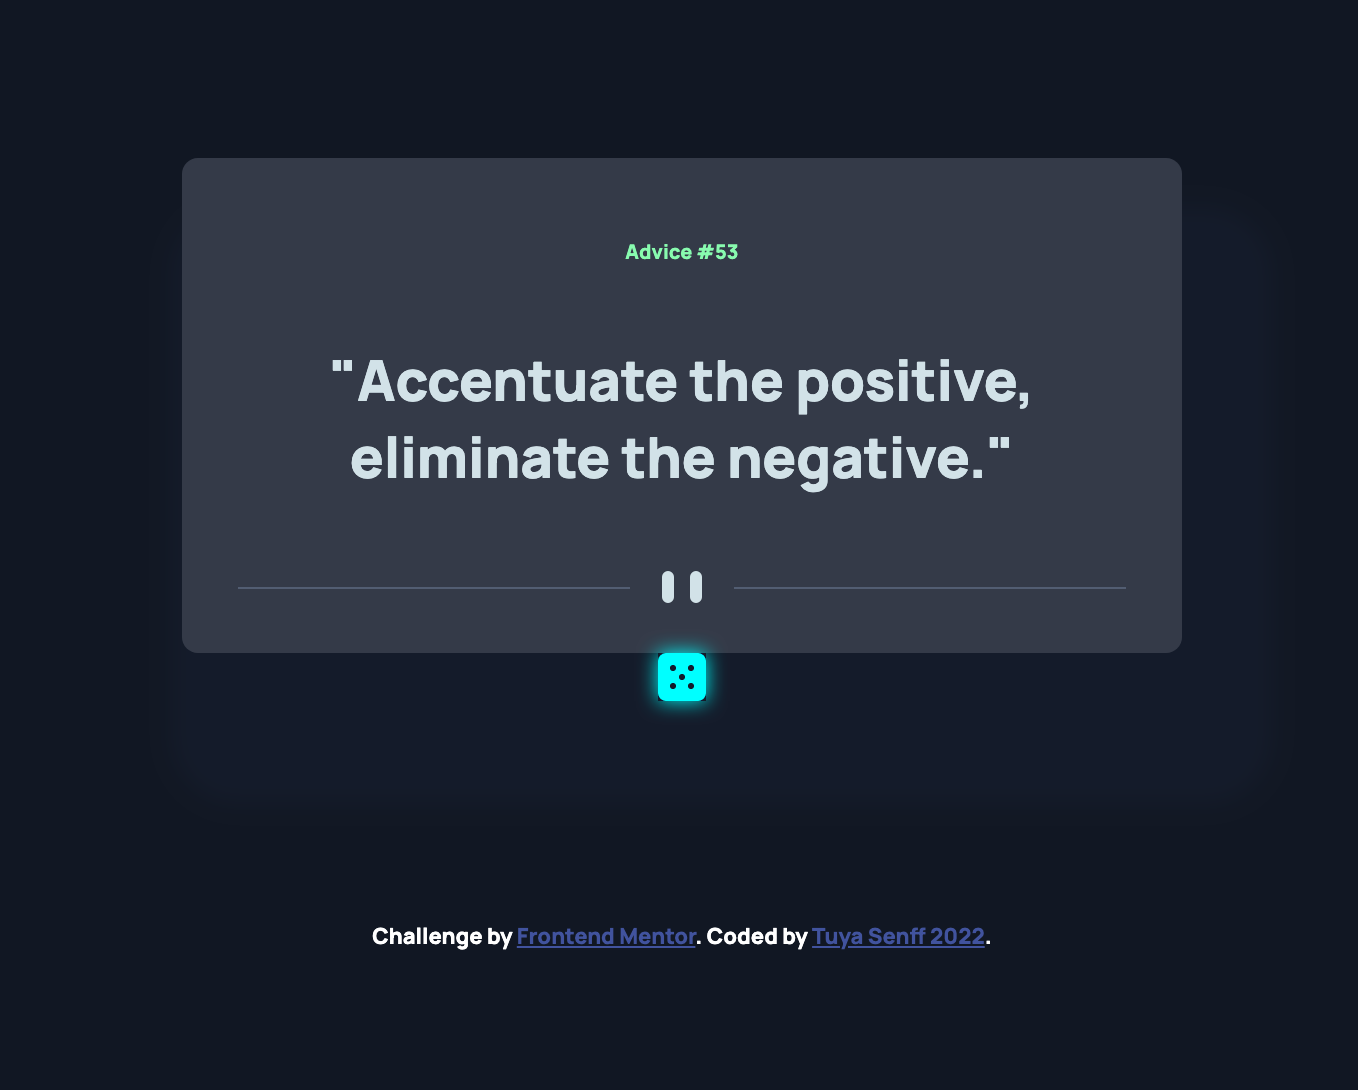 Advice #53
"Accentuate the positive,
eliminate the negative."
Challenge by Frontend Mentor. Coded by Tuya Senff 2022.